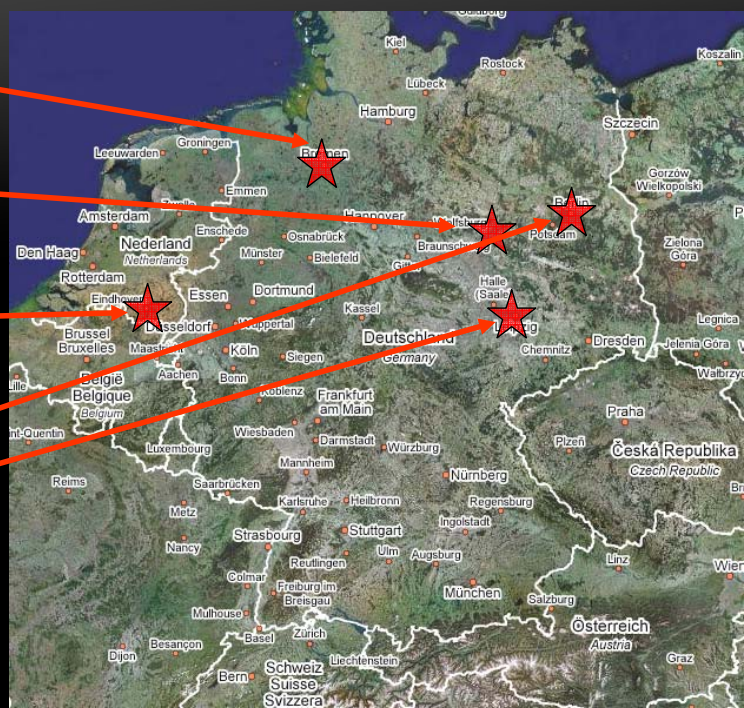 Kiel
Rostock
Koszalin
Lübeck
Hamburg
Szczecin
Groningen
Leeuwarden
Gorzów
Wielkopolski
Emmen
Amsterdam
Hannover
Potsdam
Enschede
Osnabrück
Den Haag
Nederland
Netherlands
Münster
Bielefeld
Zielona
Góra
Rotterdam
Essen
Dortmund
Halle
(Saale)
Kassel
Legnica
Brussel
Bruxelles
Wuppertal
Deutschland
Germany
Dresden
Jelenia Góra
Köln
Siegen
Chemnitz
Aachen
Bonn
België
Belgique
Belgium
Koblenz
Frankfurt
am Main
Praha
Wiesbaden
Darmstadt
Würzburg
Plzeň
Česká Republika
Czech Republic
Luxembourg
Mannheim
Nürnberg
Reims
Saarbrücken
Metz
Karlsruhe
Heilbronn
Regensburg
Ingolstadt
Nancy
Strasbourg
Stuttgart
Reutlingen
Ulm
Augsburg
Linz
Colmar
Freiburg im
Breisgau
München
Salzburg
Mulhouse
Österreich
Austria
Basel
Zürich
Dijon
Besançon
Liechtenstein
Graz
Bern
Schweiz
Suisse
Svizzera